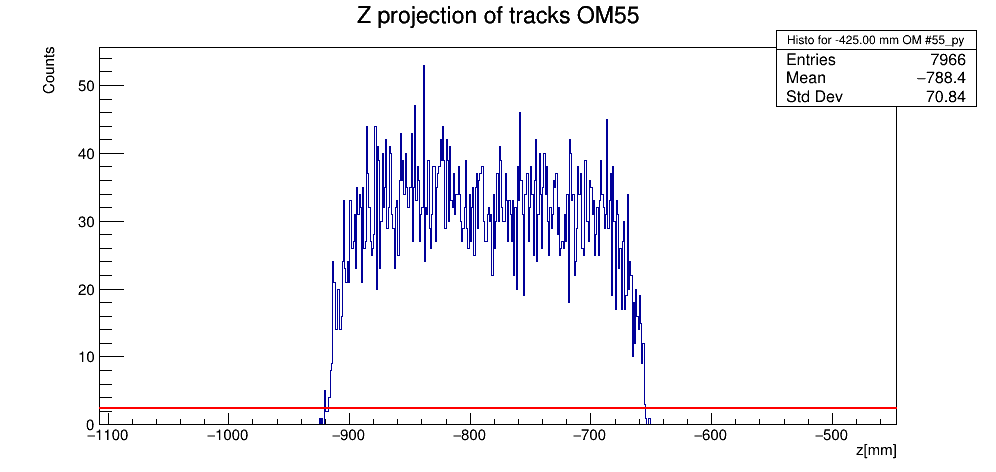 Z projection of tracks OM55
Histo for -425.00 mm OM #55_py
Entries 7966
Mean −788.4
Std Dev 70.84
Counts
50
40
30
20
10
0
−1100 −1000 −900 −800 −700 −600 −500
z[mm]